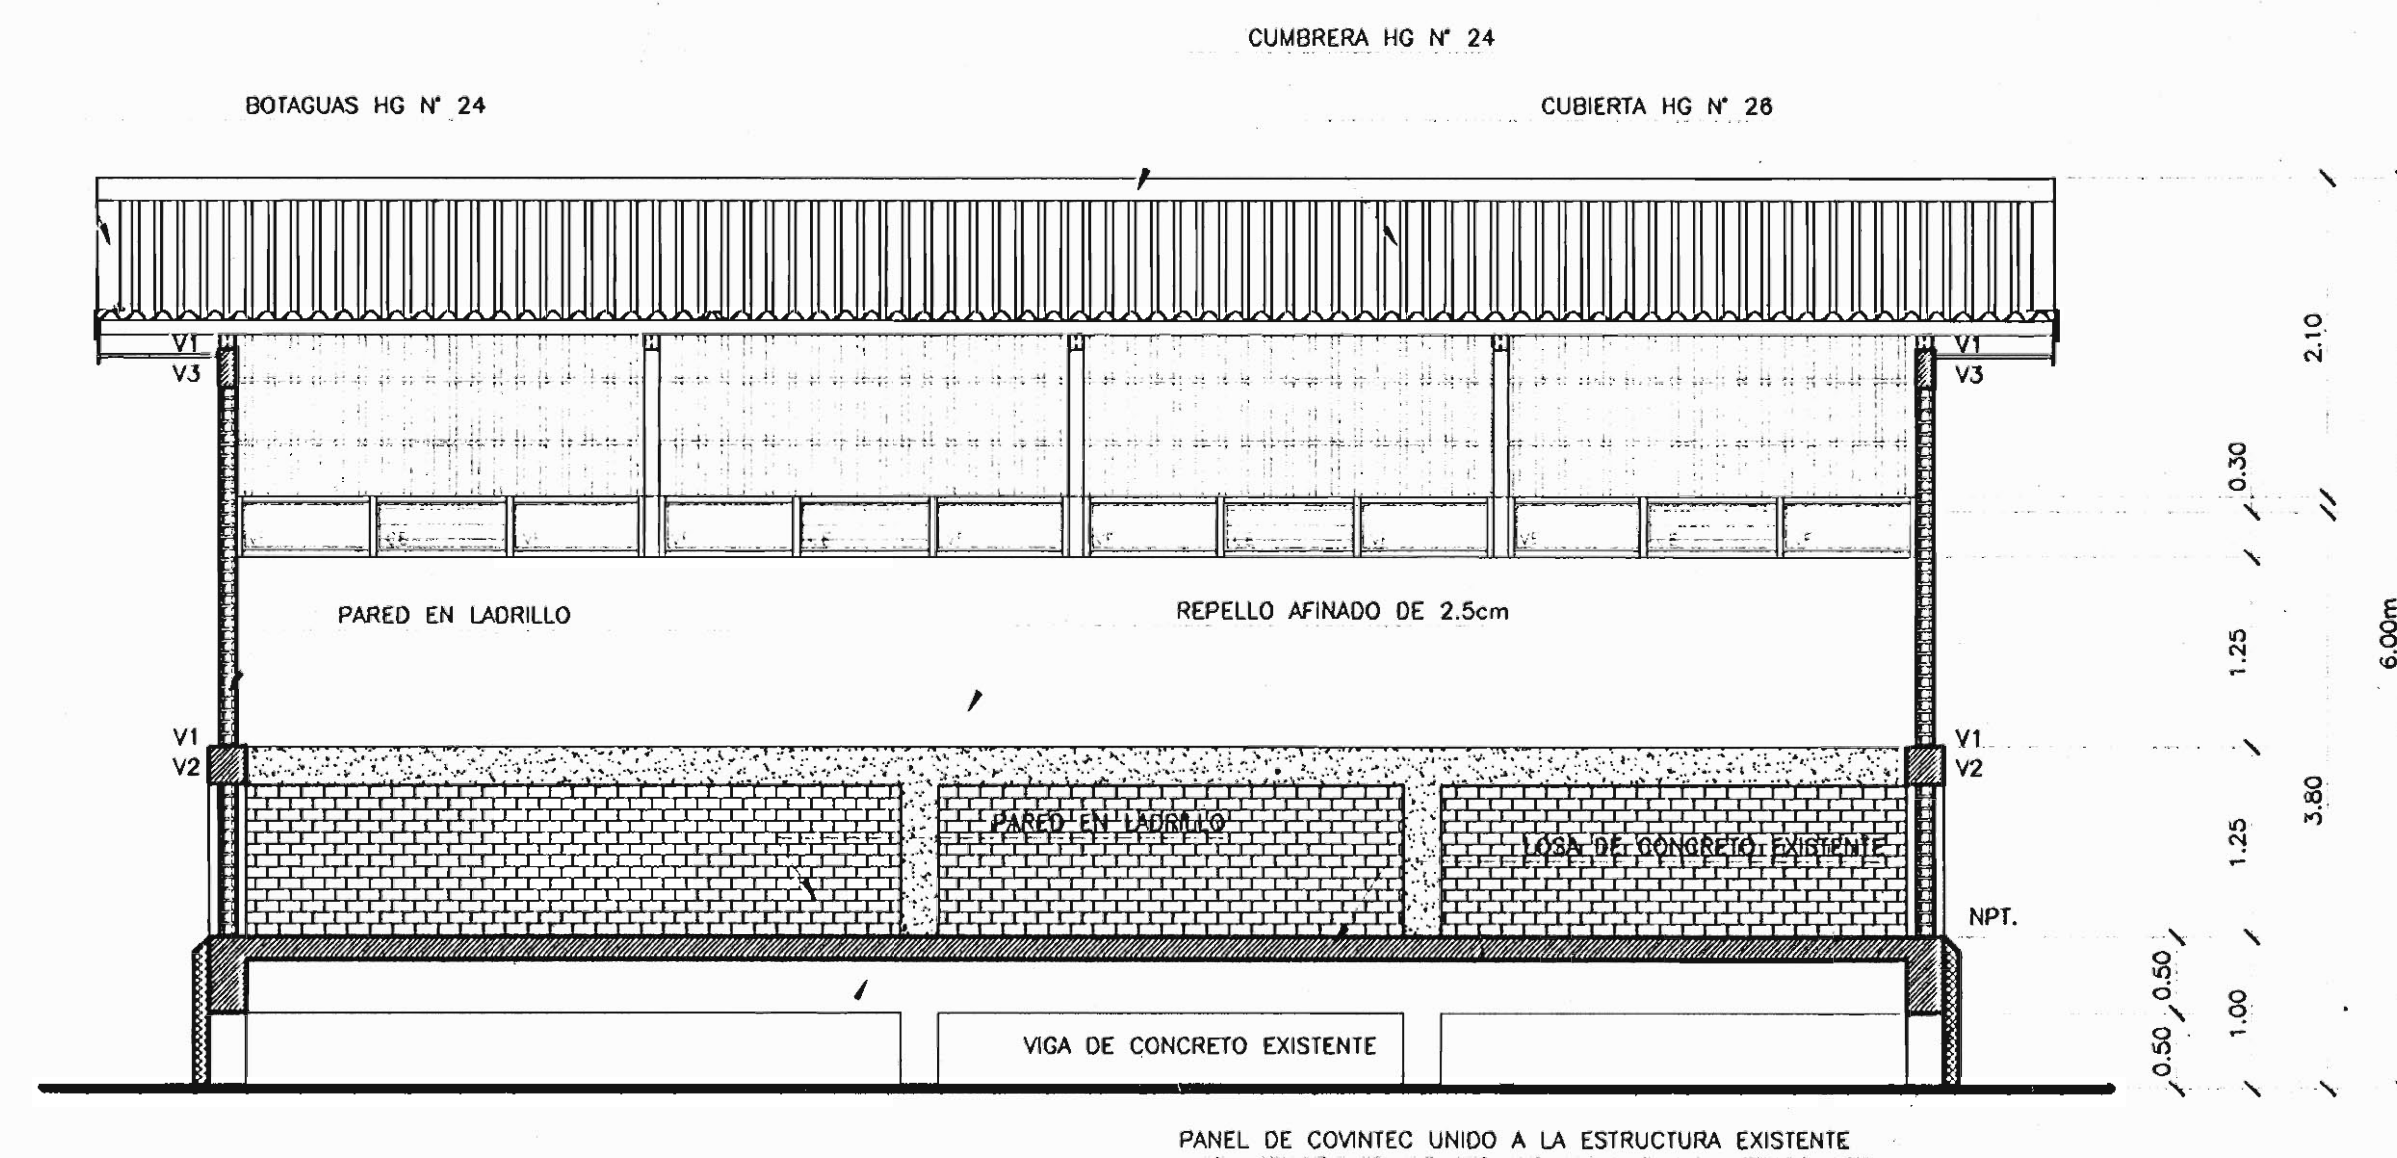 CUMBRERA HG N° 24
BOTAGUAS HG N° 24
CUBIERTA HG N° 26
V1
V3
V1
V3
2.10
0.30
PARED EN LADRILLO
REPELLO AFINADO DE 2.5cm
1.25
6.00m
V1
V2
V1
V2
PARED EN LADRILLO
LOSA DE CONCRETO EXISTENTE
3.80
1.25
NPT.
0.50
0.50
1.00
VIGA DE CONCRETO EXISTENTE
PANEL DE COVINTEC UNIDO A LA ESTRUCTURA EXISTENTE